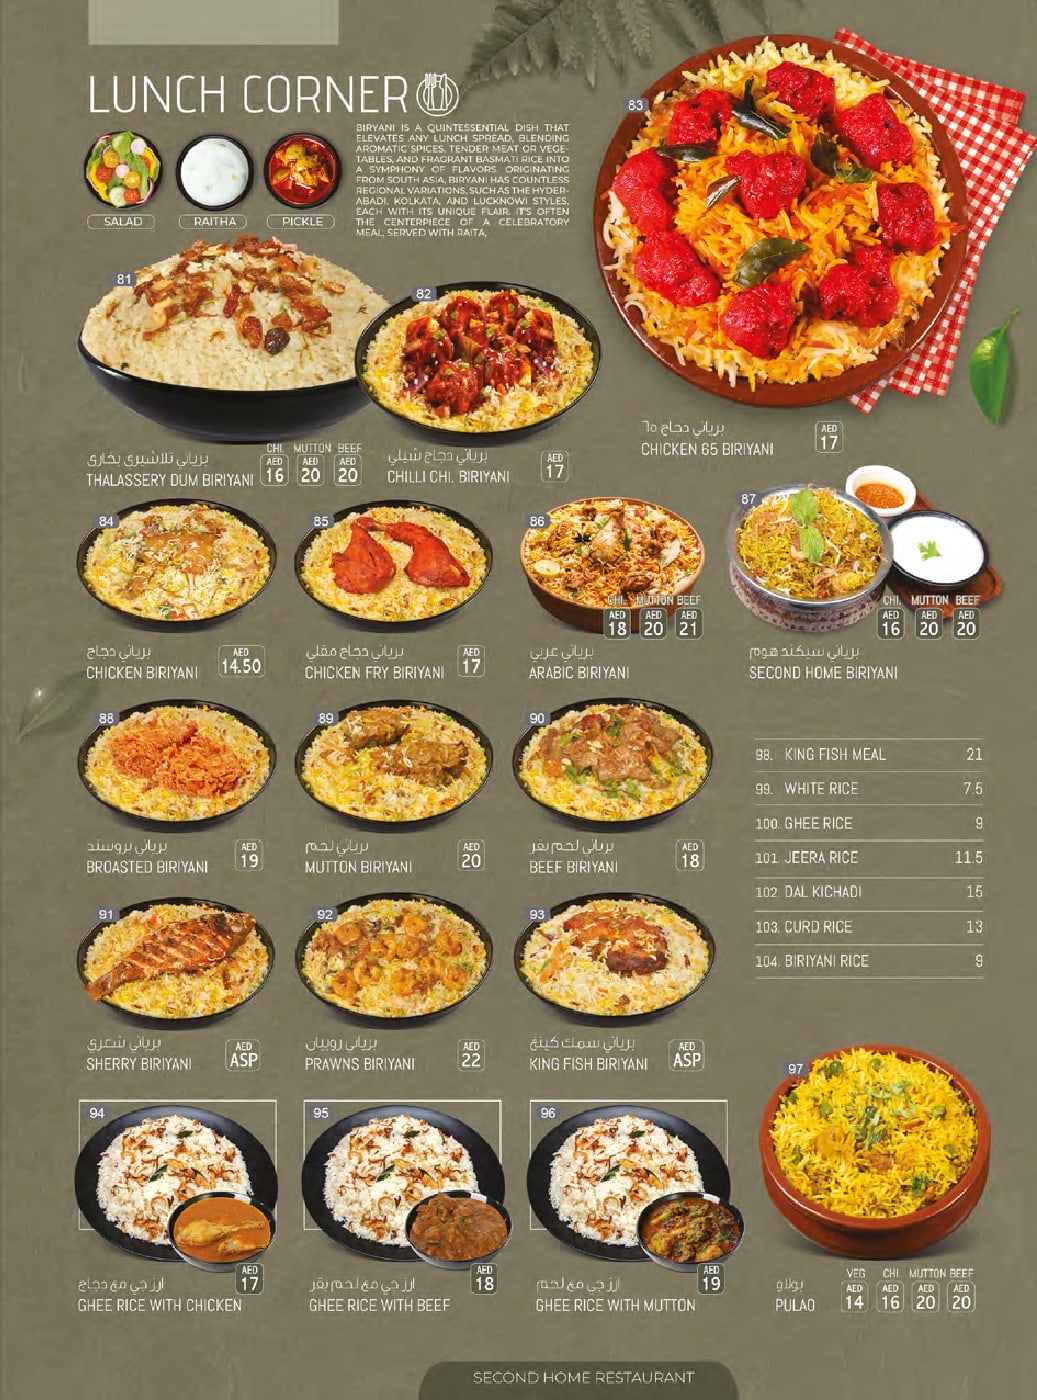 LUNCH CORNER
BIRYANI IS A QUINTESSENTIAL DISH THAT
ELEVATES ANY LUNCH SPREAD, BLENDING
AROMATIC SPICES, TENDER MEAT OR VEGE-
TABLES, AND FRAGRANT BASMATI RICE INTO
A SYMPHONY OF FLAVORS. ORIGINATING
FROM SOUTH ASIA, BIRYANI HAS COUNTLESS
REGIONAL VARIATIONS, SUCH AS THE HYDER-
ABADI, KOLKATA, AND LUCKNOWI STYLES,
EACH WITH ITS UNIQUE FLAIR. IT'S OFTEN
THE CENTERPIECE OF A CELEBRATORY
MEAL, SERVED WITH RAITA,
SALAD RAITHA PICKLE
81
برياني تلاشيري بخاري
THALASSERY DUM BIRIYANI
CHI. MUTTON BEEF
AED 16 AED 20 AED 20
82
برياني دجاج شيلي
CHILLI CHI. BIRIYANI
AED 17
83
برياني دجاج ٦٥
CHICKEN 65 BIRIYANI
AED 17
84
برياني دجاج
CHICKEN BIRIYANI
AED 14.50
85
برياني دجاج مقلي
CHICKEN FRY BIRIYANI
AED 17
86
CHI. MUTTON BEEF
AED 18 AED 20 AED 21
برياني عربي
ARABIC BIRIYANI
87
CHI. MUTTON BEEF
AED 16 AED 20 AED 20
برياني سيكند هوم
SECOND HOME BIRIYANI
88
برياني بروستد
BROASTED BIRIYANI
AED 19
89
برياني لحم
MUTTON BIRIYANI
AED 20
90
برياني لحم بقر
BEEF BIRIYANI
AED 18
91
برياني شعري
SHERRY BIRIYANI
AED ASP
92
برياني روبيان
PRAWNS BIRIYANI
AED 22
93
برياني سمك كينغ
KING FISH BIRIYANI
AED ASP
98. KING FISH MEAL 21
99. WHITE RICE 7.5
100. GHEE RICE 9
101. JEERA RICE 11.5
102. DAL KICHADI 15
103. CURD RICE 13
104. BIRIYANI RICE 9
94
ارز جي مع دجاج
GHEE RICE WITH CHICKEN
AED 17
95
ارز جي مع لحم بقر
GHEE RICE WITH BEEF
AED 18
96
ارز جي مع لحم
GHEE RICE WITH MUTTON
AED 19
97
بولاو
PULAO
VEG CHI. MUTTON BEEF
AED 14 AED 16 AED 20 AED 20
SECOND HOME RESTAURANT